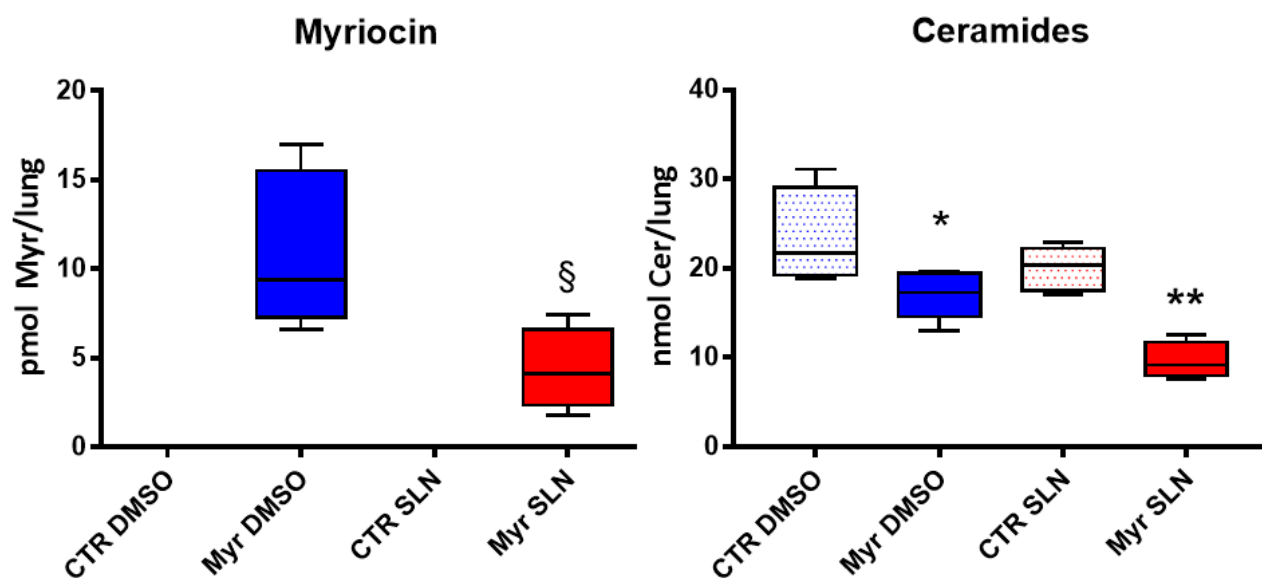 Myriocin
pmol Myr/lung
20
15
10
5
0
§
CTR DMSO
Myr DMSO
CTR SLN
Myr SLN
Ceramides
nmol Cer/lung
40
30
20
10
0
*
**
CTR DMSO
Myr DMSO
CTR SLN
Myr SLN